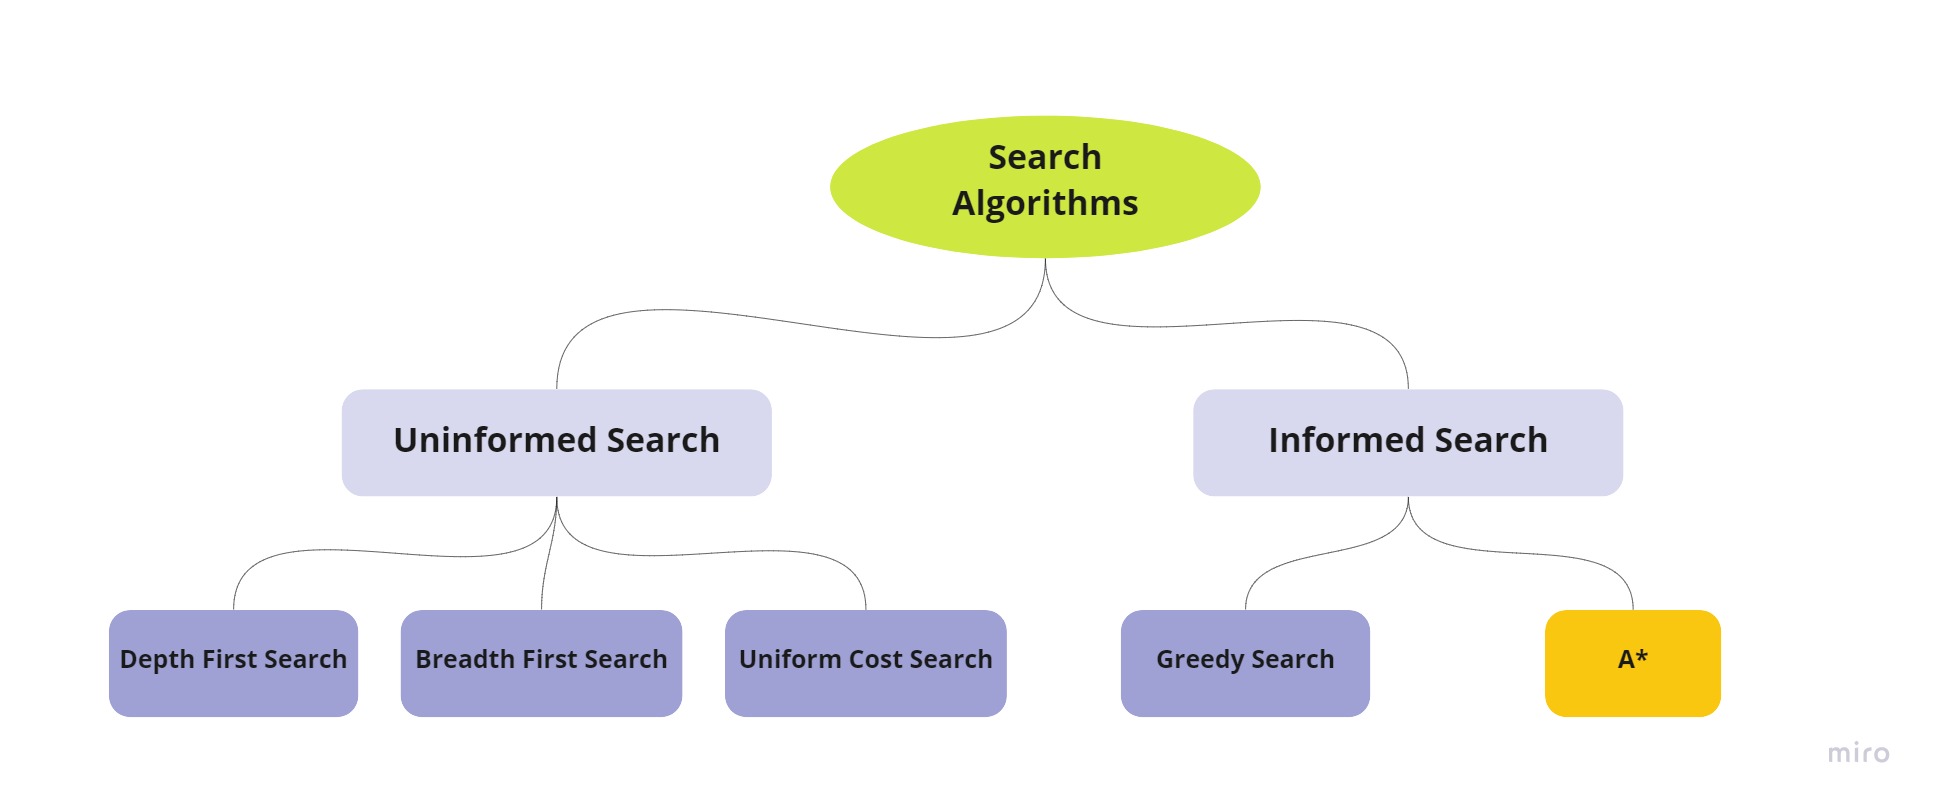 Search
Algorithms
Uninformed Search
Informed Search
Depth First Search
Breadth First Search
Uniform Cost Search
Greedy Search
A*
miro